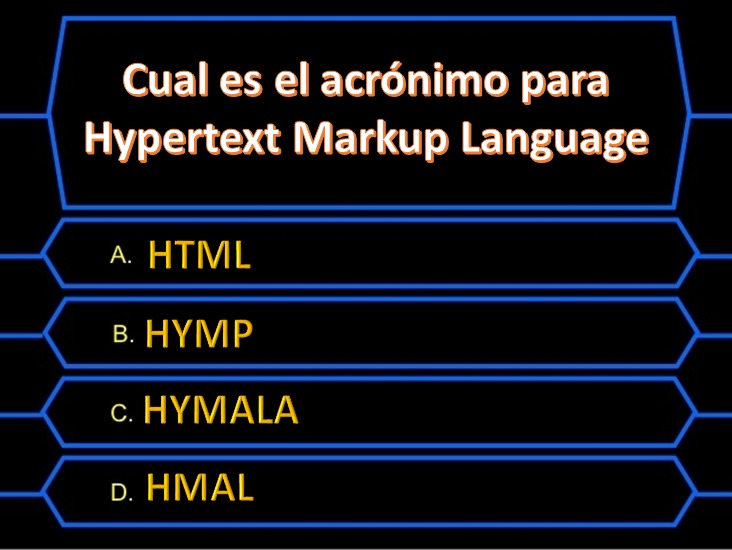 Cual es el acrónimo para
Hypertext Markup Language
A. HTML
B. HYMP
C. HYMALA
D. HMAL